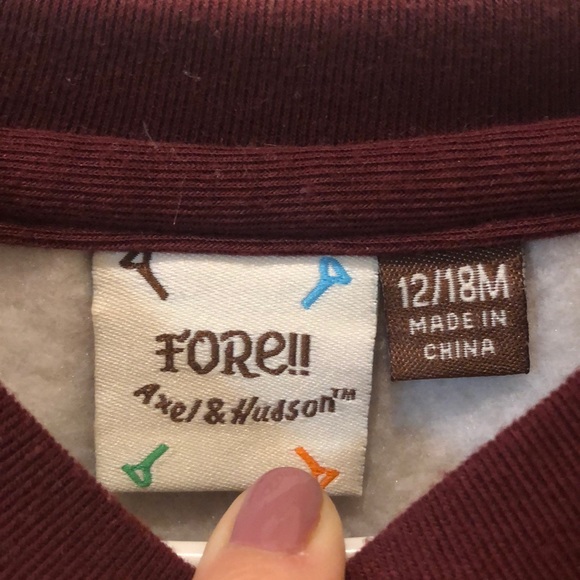 FORE!!
Axel & Hudson™
12/18M
MADE IN
CHINA